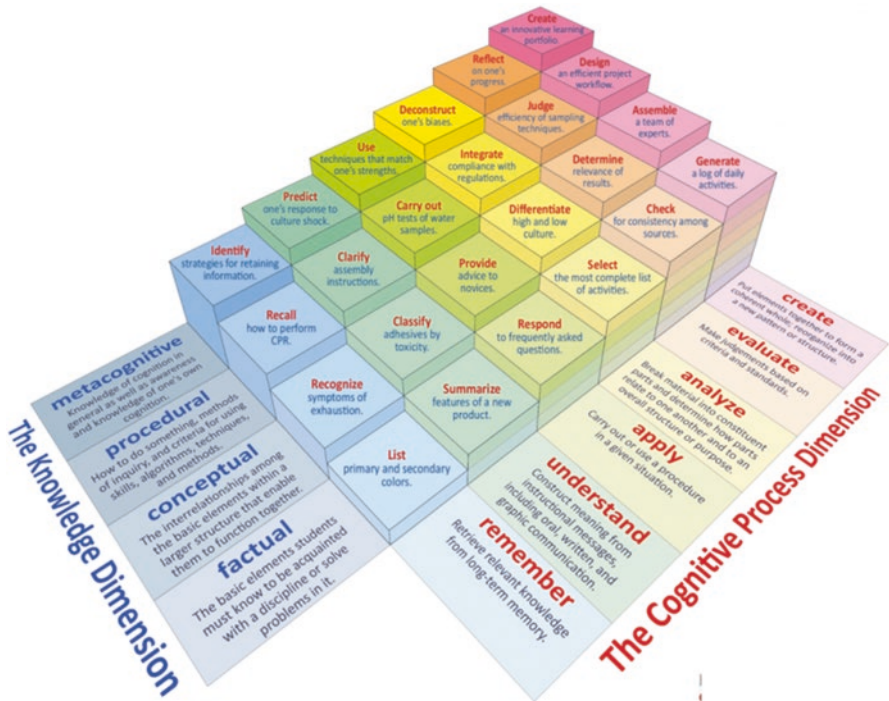 Create
an innovative learning
portfolio.
Reflect
on one's
progress.
Design
an efficient project
workflow.
Deconstruct
one's biases.
Judge
efficiency of sampling
techniques.
Assemble
a team of
experts.
Use
techniques that match
one's strengths.
Integrate
compliance with
regulations.
Determine
relevance of
results.
Generate
a log of daily
activities.
Predict
one's response to
culture shock.
Carry out
pH tests of water
samples.
Differentiate
high and low
culture.
Check
for consistency among
sources.
Identify
strategies for retaining
information.
Clarify
assembly
instructions.
Provide
advice to
novices.
Select
the most complete list
of activities.
Recall
how to perform
CPR.
Classify
adhesives by
toxicity.
Respond
to frequently asked
questions.
Recognize
symptoms of
exhaustion.
Summarize
features of a new
product.
List
primary and secondary
colors.
The Knowledge Dimension
metacognitive
Knowledge of cognition in
general as well as awareness
and knowledge of one's own
cognition.
procedural
How to do something, methods
of inquiry, and criteria for using
skills, algorithms, techniques,
and methods.
conceptual
The interrelationships among
the basic elements within a
larger structure that enable
them to function together.
factual
The basic elements students
must know to be acquainted
with a discipline or solve
problems in it.
The Cognitive Process Dimension
remember
Retrieve relevant knowledge
from long-term memory.
understand
Construct meaning from
instructional messages,
including oral, written, and
graphic communication.
apply
Carry out or use a procedure
in a given situation.
analyze
Break material into constituent
parts and determine how parts
relate to one another and to an
overall structure or purpose.
evaluate
Make judgements based on
criteria and standards.
create
Put elements together to form a
coherent whole; reorganize into
a new pattern or structure.